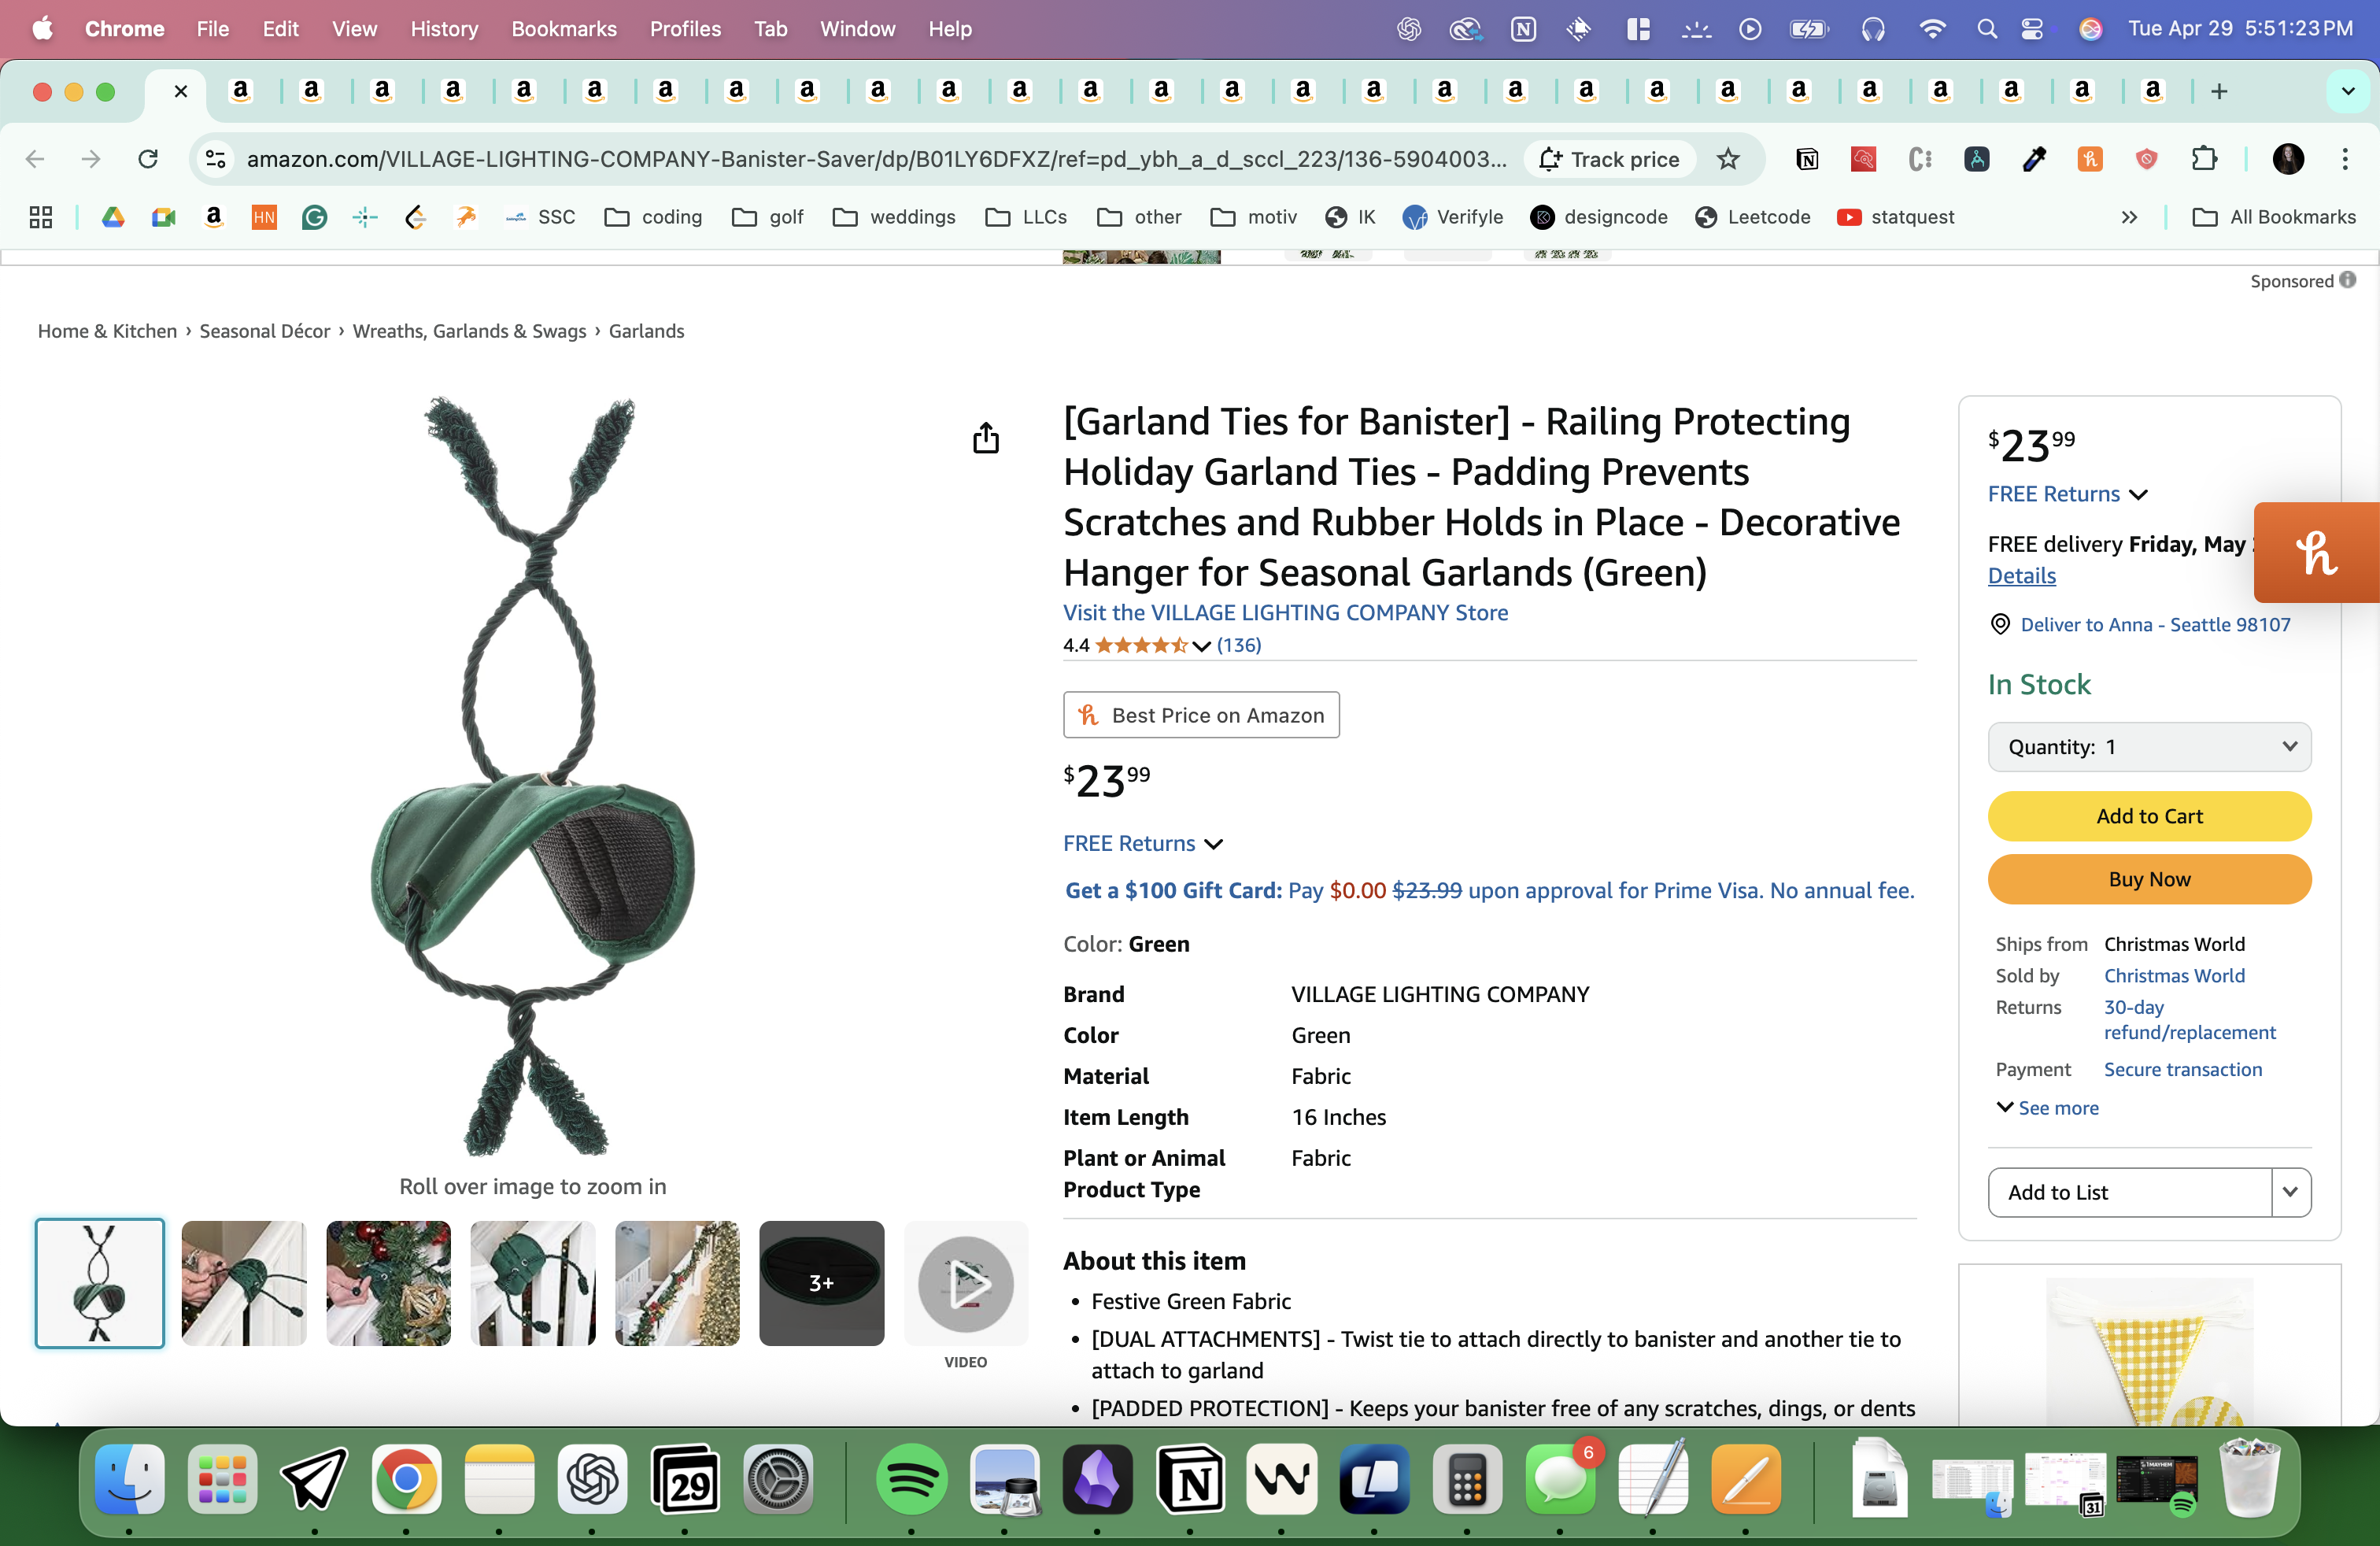 Chrome File Edit View History Bookmarks Profiles Tab Window Help Tue Apr 29 5:51:23 PM
amazon.com/VILLAGE-LIGHTING-COMPANY-Banister-Saver/dp/B01LY6DFXZ/ref=pd_ybh_a_d_sccl_223/136-5904003... Track price
HN SSC coding golf weddings LLCs other motiv IK Verifyle designcode Leetcode statquest » All Bookmarks
Sponsored
Home & Kitchen › Seasonal Décor › Wreaths, Garlands & Swags › Garlands
[Garland Ties for Banister] - Railing Protecting
Holiday Garland Ties - Padding Prevents
Scratches and Rubber Holds in Place - Decorative
Hanger for Seasonal Garlands (Green)
Visit the VILLAGE LIGHTING COMPANY Store
4.4 (136)
Best Price on Amazon
$23.99
FREE Returns
Get a $100 Gift Card: Pay $0.00 $23.99 upon approval for Prime Visa. No annual fee.
Color: Green
Brand VILLAGE LIGHTING COMPANY
Color Green
Material Fabric
Item Length 16 Inches
Plant or Animal Fabric
Product Type
About this item
• Festive Green Fabric
• [DUAL ATTACHMENTS] - Twist tie to attach directly to banister and another tie to
attach to garland
• [PADDED PROTECTION] - Keeps your banister free of any scratches, dings, or dents
Roll over image to zoom in
3+
VIDEO
$23.99
FREE Returns
FREE delivery Friday, May
Details
Deliver to Anna - Seattle 98107
In Stock
Quantity: 1
Add to Cart
Buy Now
Ships from Christmas World
Sold by Christmas World
Returns 30-day
refund/replacement
Payment Secure transaction
See more
Add to List
29
6
31